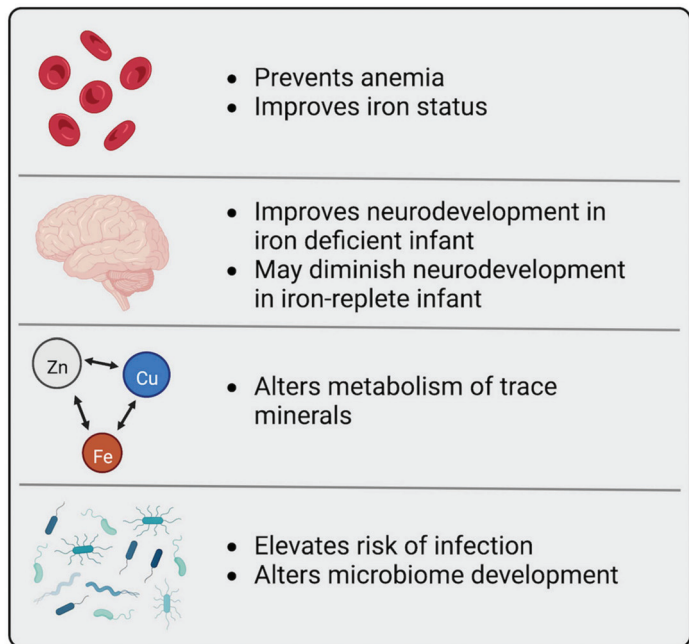 • Prevents anemia
• Improves iron status
• Improves neurodevelopment in
iron deficient infant
• May diminish neurodevelopment
in iron-replete infant
Zn
Cu
Fe
• Alters metabolism of trace
minerals
• Elevates risk of infection
• Alters microbiome development